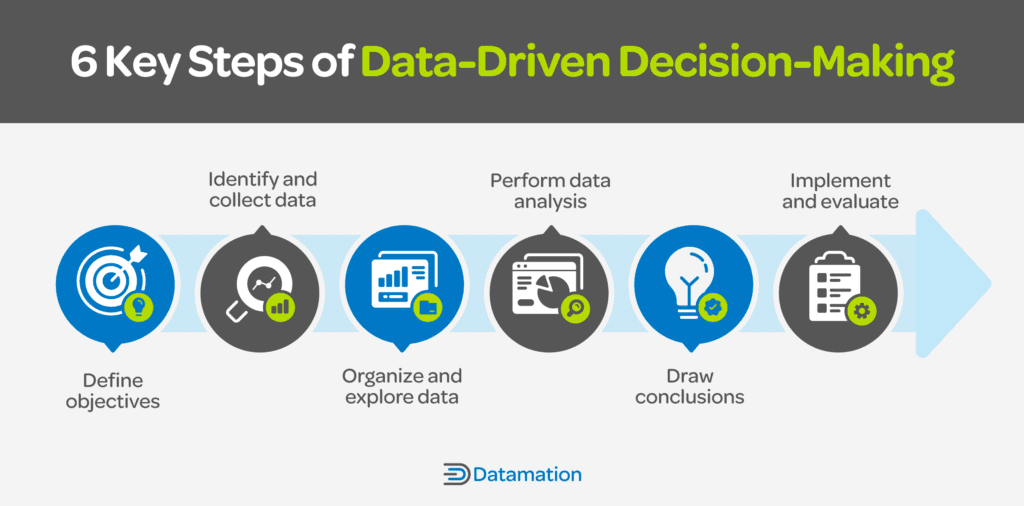 6 Key Steps of Data-Driven Decision-Making
Define
objectives
Identify and
collect data
Organize and
explore data
Perform data
analysis
Draw
conclusions
Implement
and evaluate
Datamation